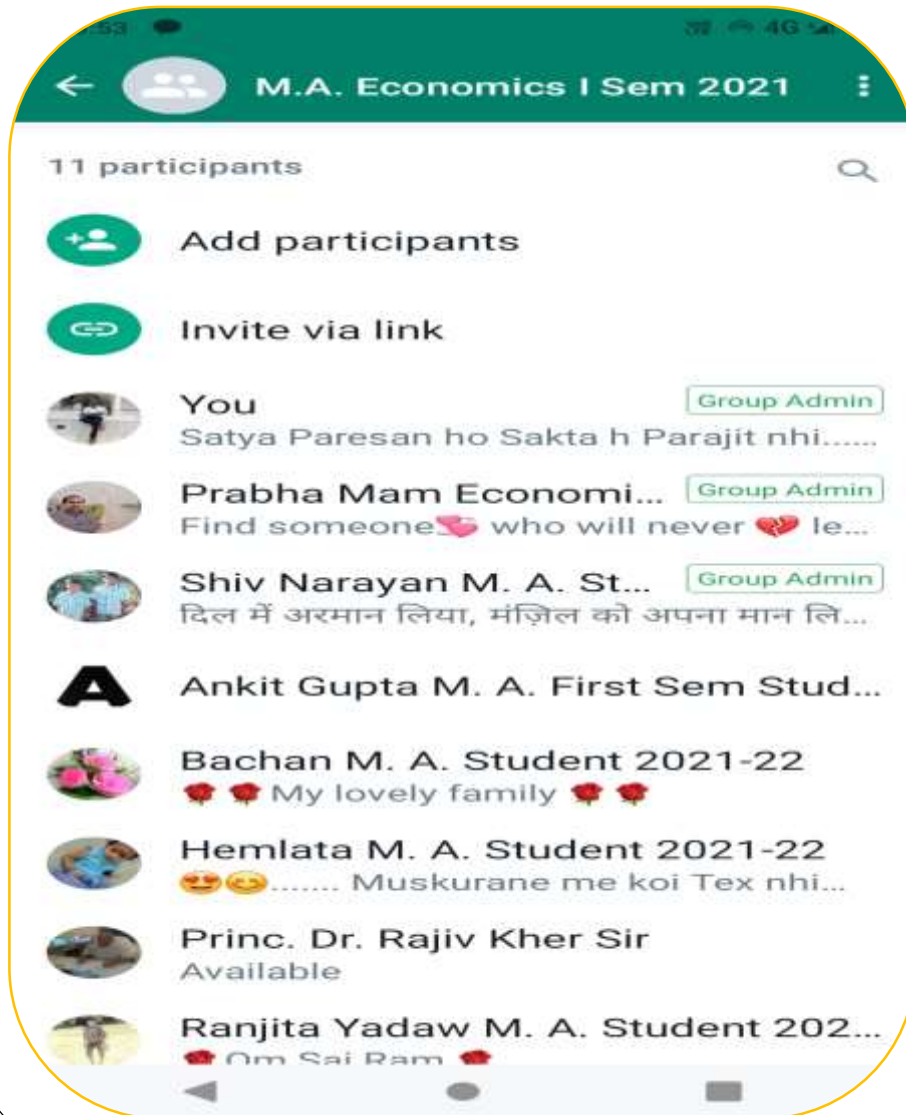 :53 4G
M.A. Economics I Sem 2021
11 participants
Add participants
Invite via link
You Group Admin
Satya Paresan ho Sakta h Parajit nhi......
Prabha Mam Economi... Group Admin
Find someone💕 who will never 💔 le...
Shiv Narayan M. A. St... Group Admin
दिल में अरमान लिया, मंज़िल को अपना मान लि...
A Ankit Gupta M. A. First Sem Stud...
Bachan M. A. Student 2021-22
🌹🌹My lovely family🌹🌹
Hemlata M. A. Student 2021-22
😍😊....... Muskurane me koi Tex nhi...
Princ. Dr. Rajiv Kher Sir
Available
Ranjita Yadaw M. A. Student 202...
🌹Om Sai Ram🌹